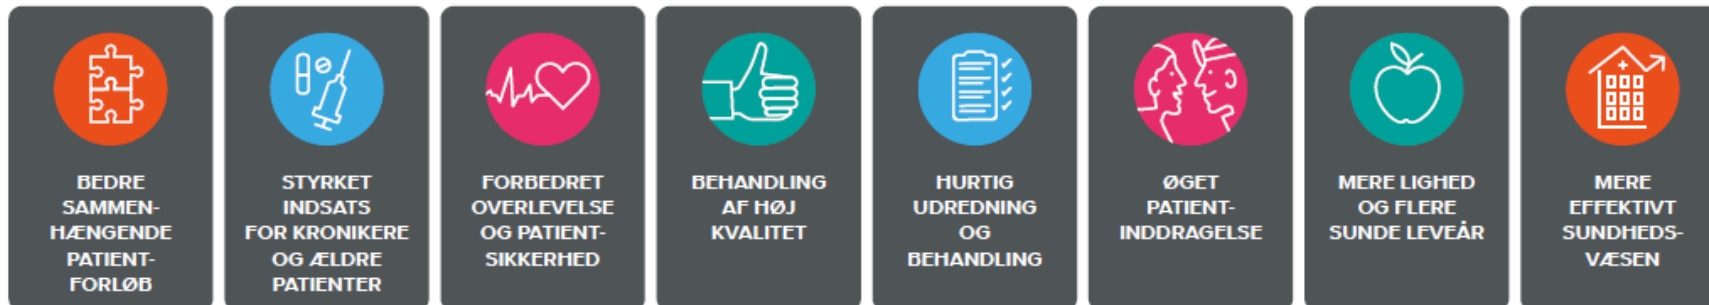 BEDRE
SAMMEN-
HÆNGENDE
PATIENT-
FORLØB
STYRKET
INDSATS
FOR KRONIKERE
OG ÆLDRE
PATIENTER
FORBEDRET
OVERLEVELSE
OG PATIENT-
SIKKERHED
BEHANDLING
AF HØJ
KVALITET
HURTIG
UDREDNING
OG
BEHANDLING
ØGET
PATIENT-
INDDRAGELSE
MERE LIGHED
OG FLERE
SUNDE LEVEÅR
MERE
EFFEKTIVT
SUNDHEDS-
VÆSEN